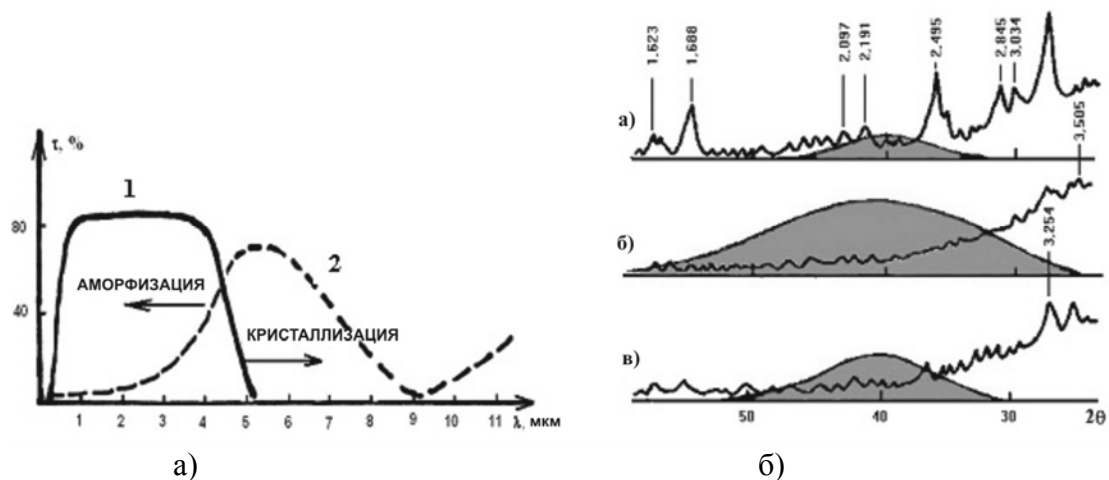 τ, %
1
2
80
40
АМОРФИЗАЦИЯ
КРИСТАЛЛИЗАЦИЯ
1 2 3 4 5 6 7 8 9 10 11 λ, мкм
а)
1,623
1,688
2,097
2,191
2,495
2,845
3,034
а)
40
30
3,505
б)
3,254
в)
50 40 30 2θ
б)